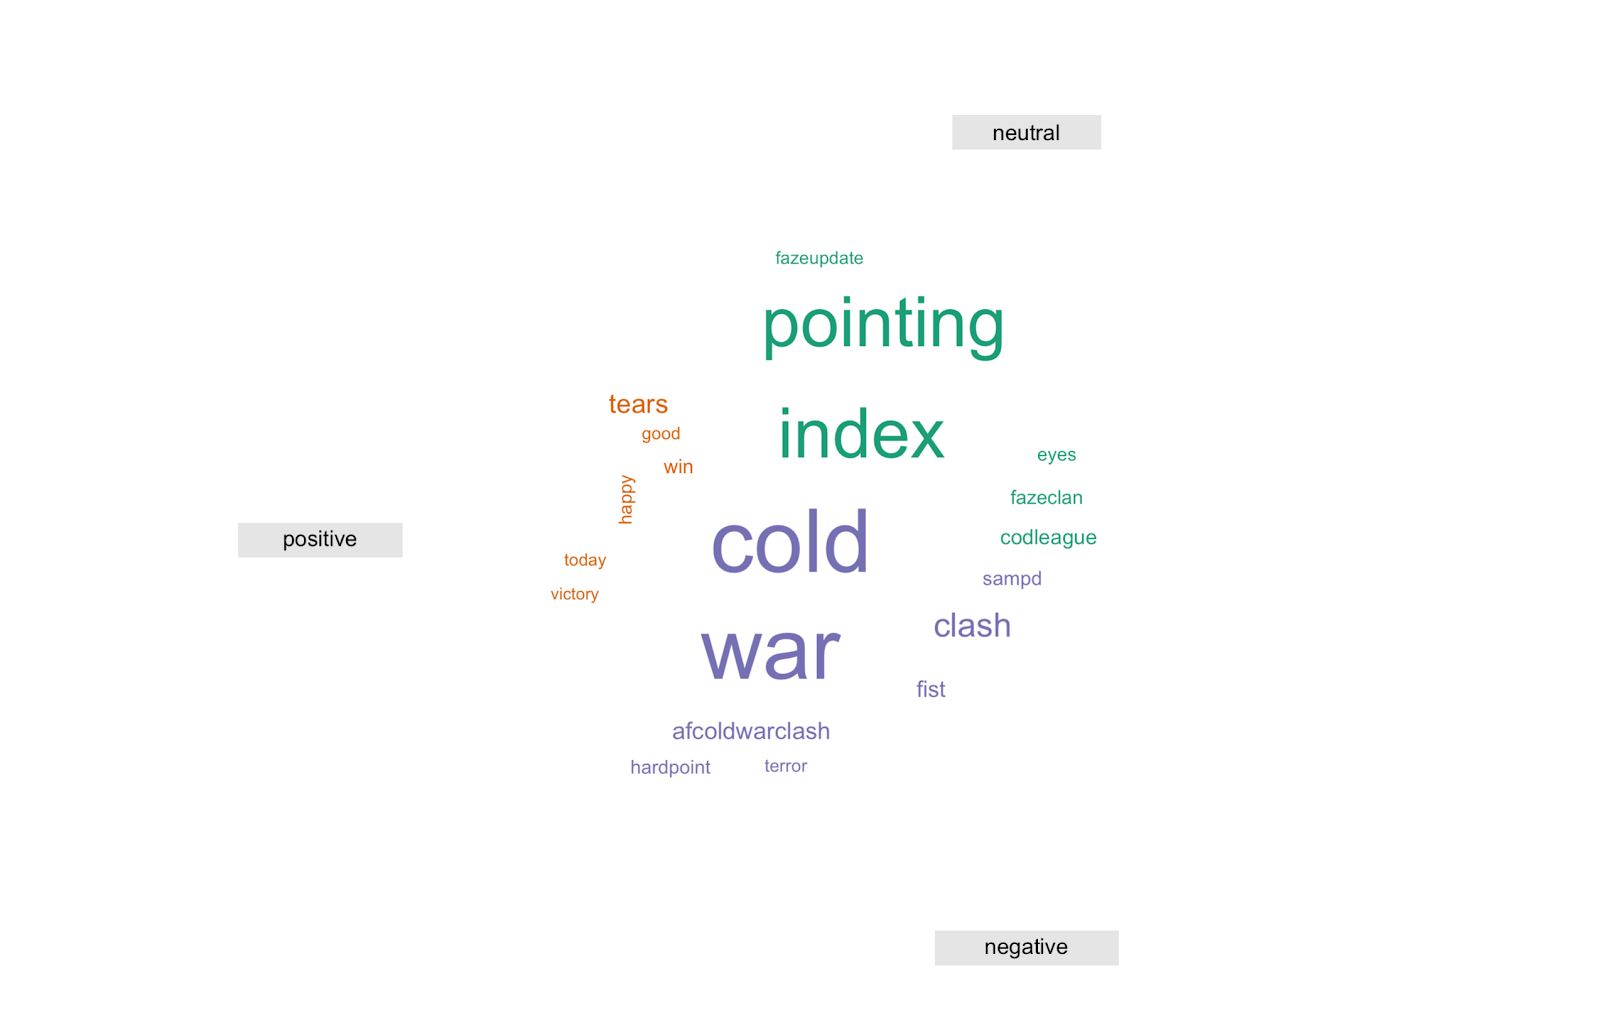 neutral
fazeupdate
pointing
tears
index
good
eyes
win
happy
fazeclan
codleague
positive
cold
today
sampd
victory
clash
war
fist
afcoldwarclash
hardpoint
terror
negative